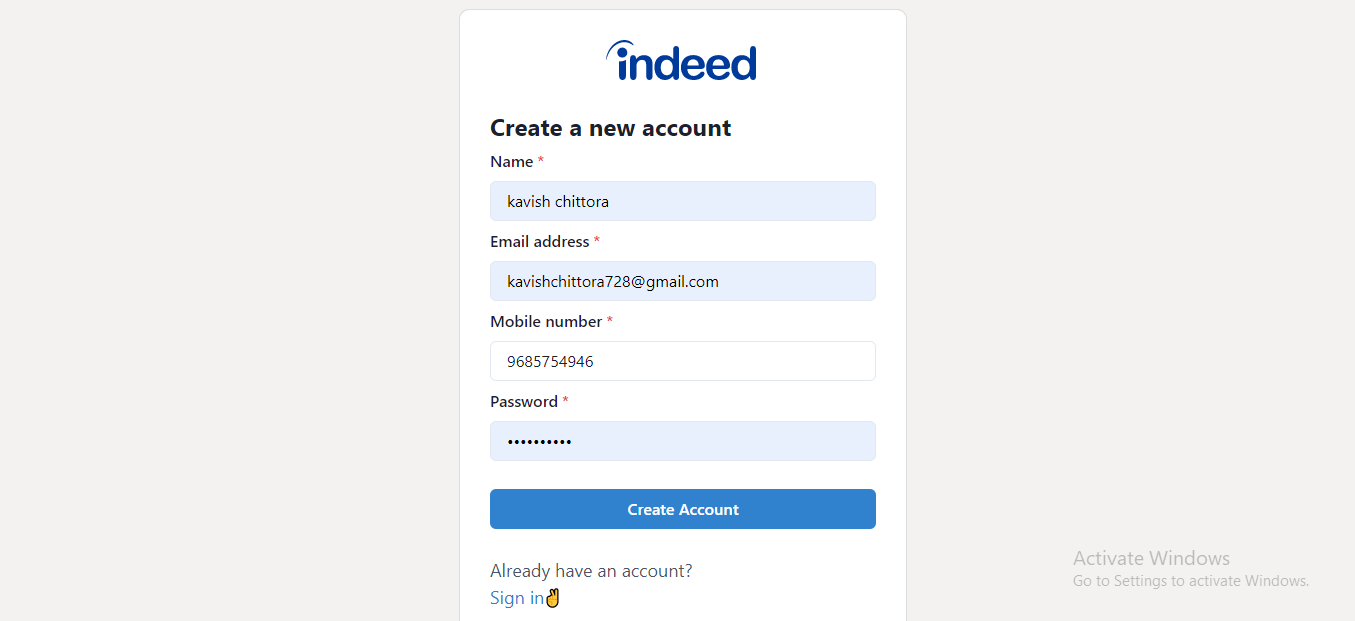 indeed
Create a new account
Name *
kavish chittora
Email address *
kavishchittora728@gmail.com
Mobile number *
9685754946
Password *
••••••••••
Create Account
Already have an account?
Sign in✌
Activate Windows
Go to Settings to activate Windows.